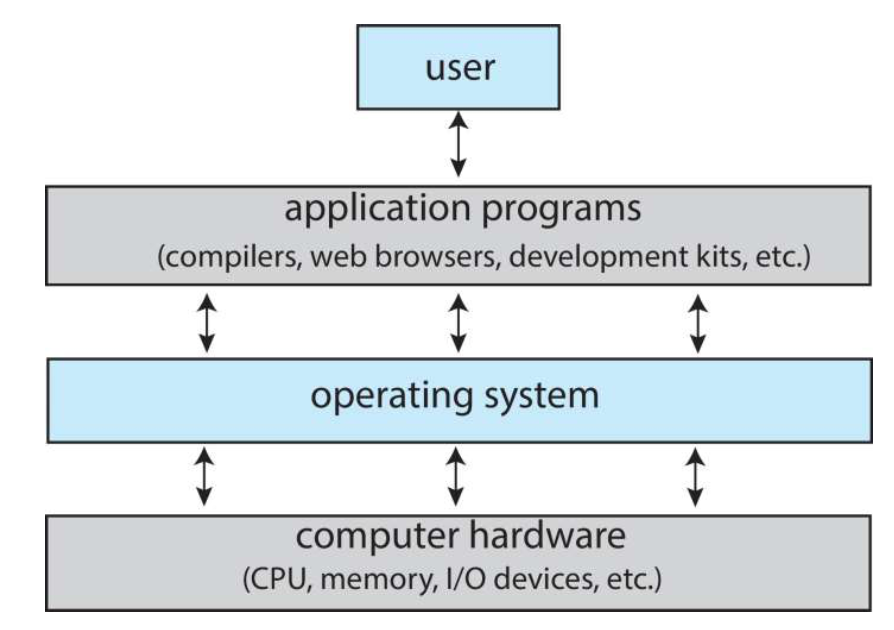 user
application programs
(compilers, web browsers, development kits, etc.)
operating system
computer hardware
(CPU, memory, I/O devices, etc.)